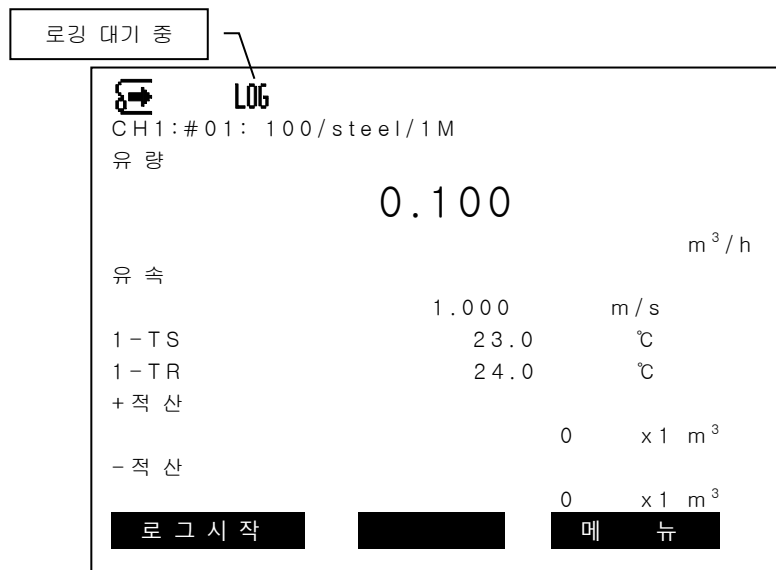 로깅 대기 중
LOG
CH1:#01: 100/steel/1M
유 량
0.100
m³/h
유 속
1.000 m/s
1-TS 23.0 ℃
1-TR 24.0 ℃
+적 산
0 x1 m³
-적 산
0 x1 m³
로 그 시 작 메 뉴